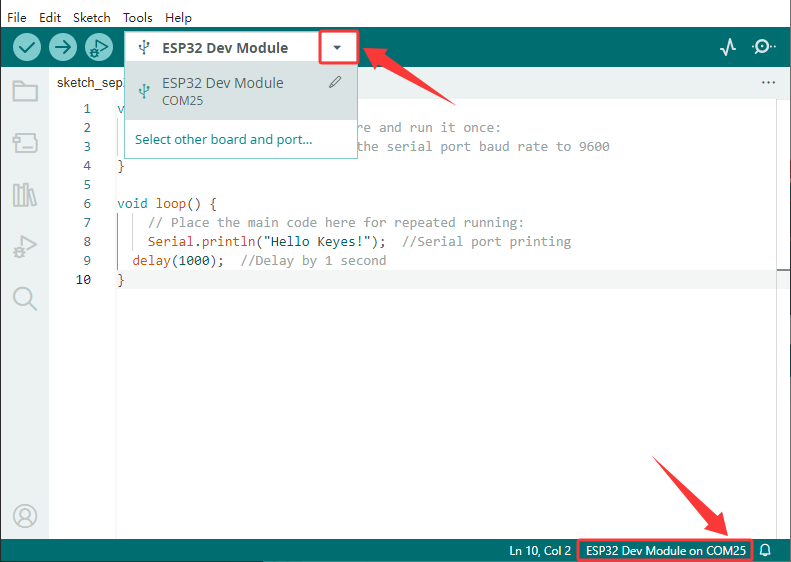 File Edit Sketch Tools Help
ESP32 Dev Module
ESP32 Dev Module
COM25
Select other board and port...
sketch_sep
1 v
2 re and run it once:
3 the serial port baud rate to 9600
4 }
5
6 void loop() {
7 // Place the main code here for repeated running:
8 Serial.println("Hello Keyes!"); //Serial port printing
9 delay(1000); //Delay by 1 second
10 }
Ln 10, Col 2 ESP32 Dev Module on COM25